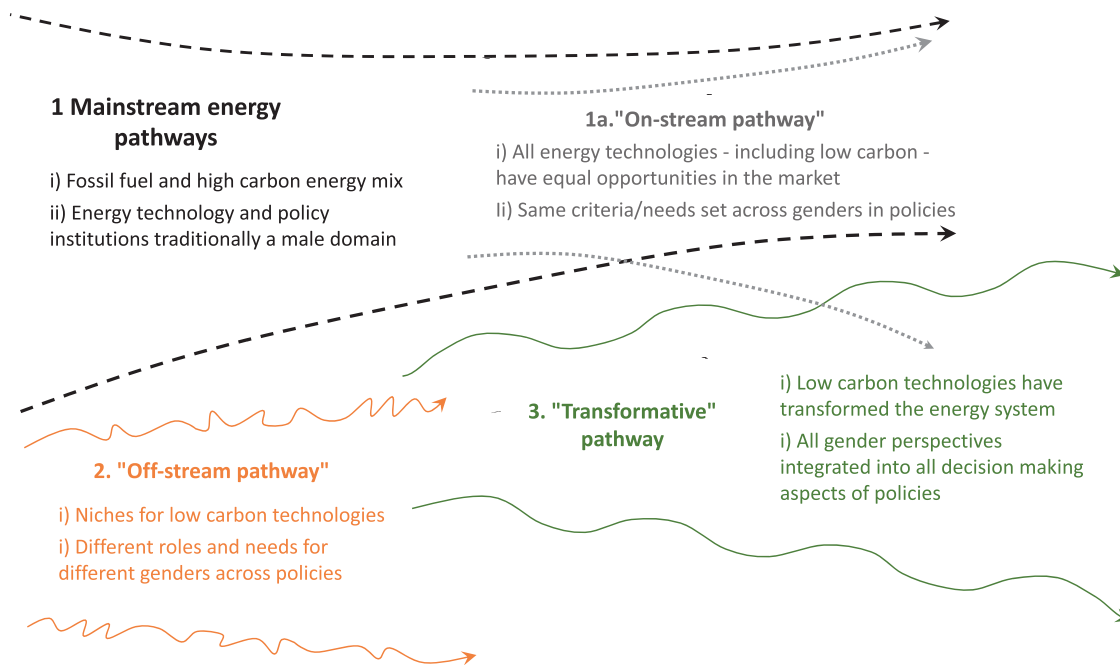 1 Mainstream energy
pathways
i) Fossil fuel and high carbon energy mix
ii) Energy technology and policy
institutions traditionally a male domain
1a."On-stream pathway"
i) All energy technologies - including low carbon -
have equal opportunities in the market
Ii) Same criteria/needs set across genders in policies
2. "Off-stream pathway"
i) Niches for low carbon technologies
i) Different roles and needs for
different genders across policies
3. "Transformative"
pathway
i) Low carbon technologies have
transformed the energy system
i) All gender perspectives
integrated into all decision making
aspects of policies